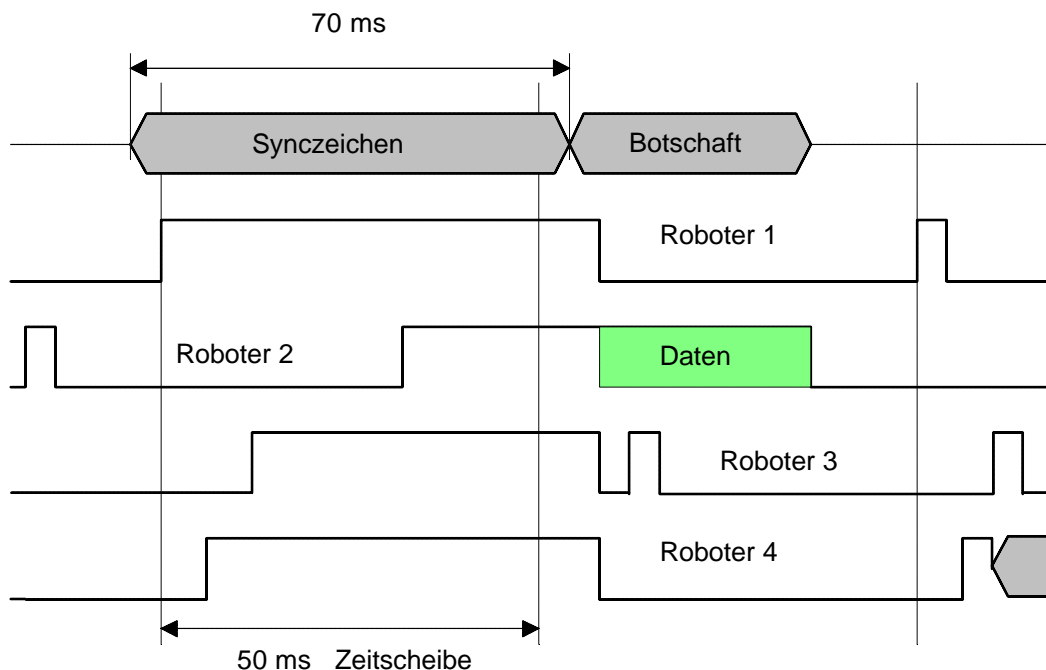 70 ms
Synczeichen
Botschaft
Roboter 1
Roboter 2
Daten
Roboter 3
Roboter 4
50 ms Zeitscheibe